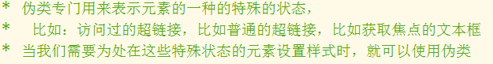 * 伪类专门用来表示元素的一种的特殊的状态，
* 比如：访问过的超链接，比如普通的超链接，比如获取焦点的文本框
* 当我们需要为处在这些特殊状态的元素设置样式时，就可以使用伪类